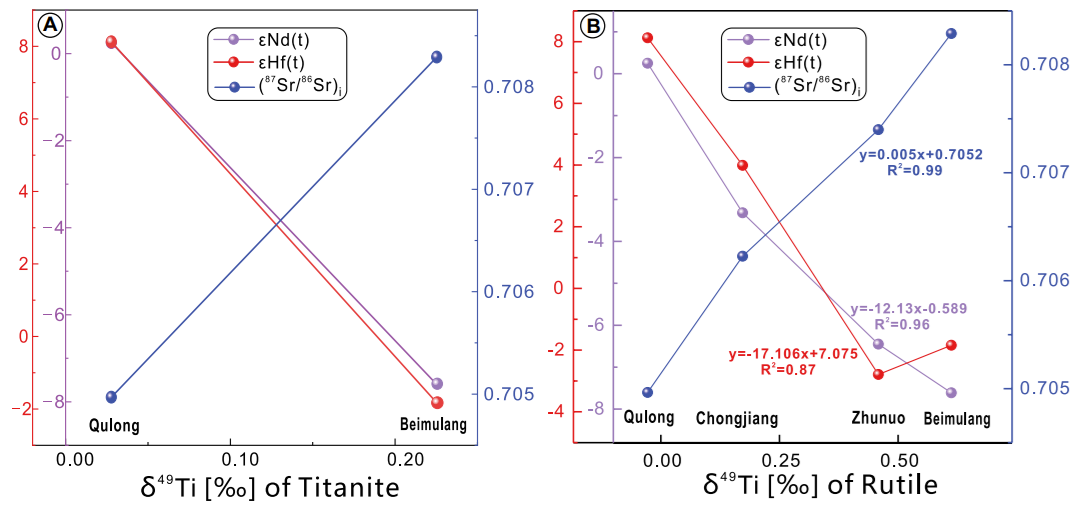 A
εNd(t)
εHf(t)
(⁸⁷Sr/⁸⁶Sr)ᵢ
8
6
4
2
0
−2
0
−2
−4
−6
−8
0.708
0.707
0.706
0.705
Qulong
Beimulang
0.00
0.10
0.20
δ⁴⁹Ti [‰] of Titanite
B
εNd(t)
εHf(t)
(⁸⁷Sr/⁸⁶Sr)ᵢ
8
6
4
2
0
-2
-4
0
-2
-4
-6
-8
0.708
0.707
0.706
0.705
y=0.005x+0.7052
R²=0.99
y=-12.13x-0.589
R²=0.96
y=-17.106x+7.075
R²=0.87
Qulong
Chongjiang
Zhunuo
Beimulang
0.00
0.25
0.50
δ⁴⁹Ti [‰] of Rutile